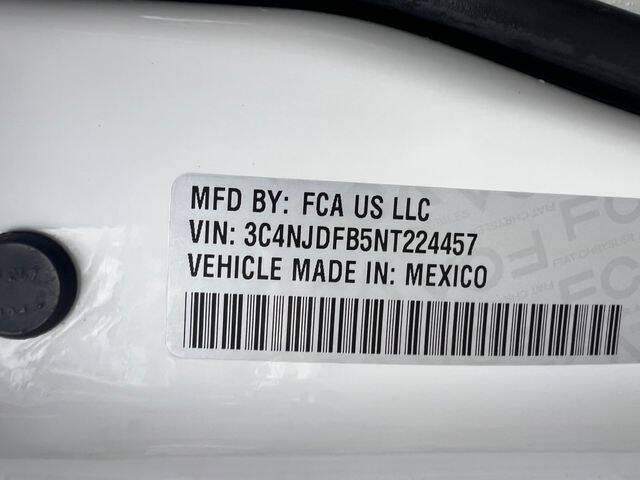 MFD BY: FCA US LLC
VIN: 3C4NJDFB5NT224457
VEHICLE MADE IN: MEXICO